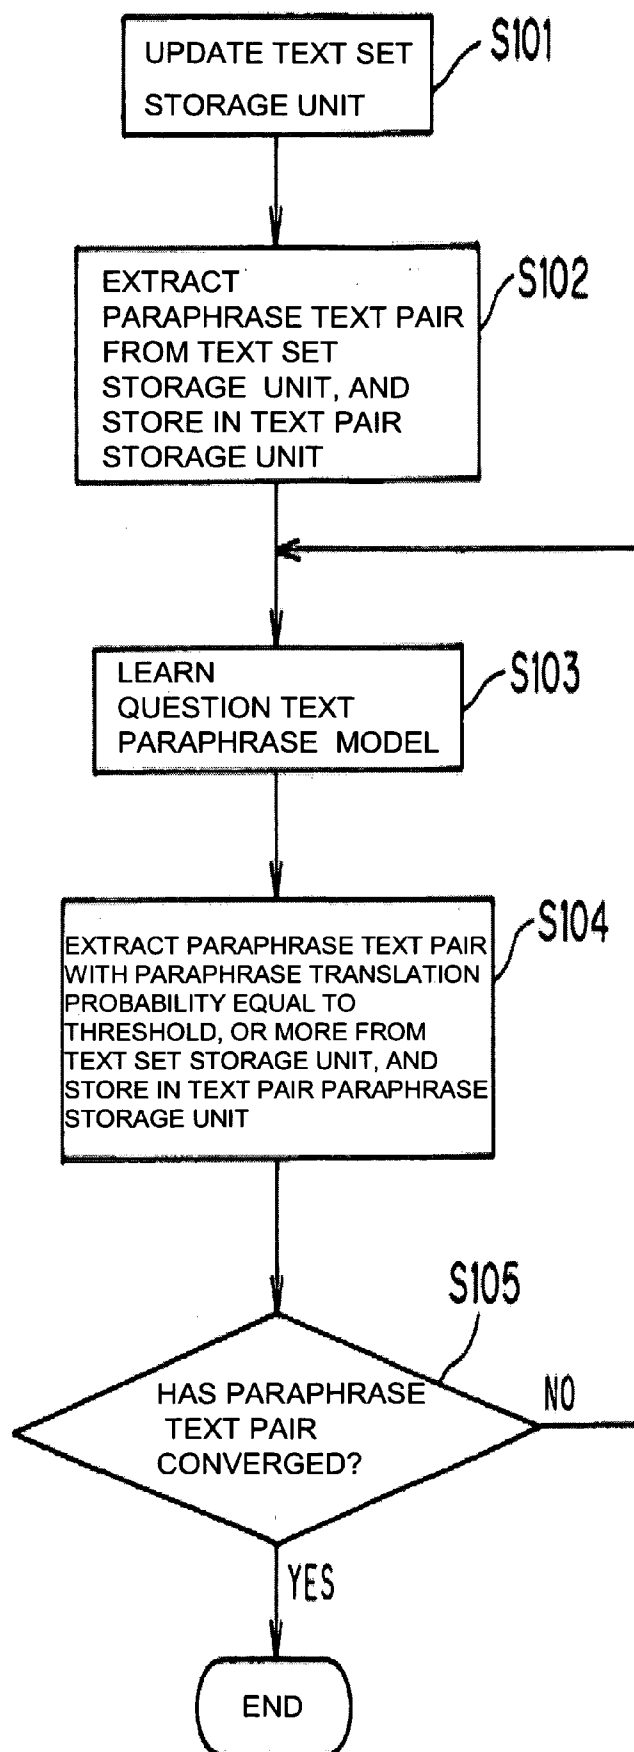 UPDATE TEXT SET
STORAGE UNIT
S101
EXTRACT
PARAPHRASE TEXT PAIR
FROM TEXT SET
STORAGE UNIT, AND
STORE IN TEXT PAIR
STORAGE UNIT
S102
LEARN
QUESTION TEXT
PARAPHRASE MODEL
S103
EXTRACT PARAPHRASE TEXT PAIR
WITH PARAPHRASE TRANSLATION
PROBABILITY EQUAL TO
THRESHOLD, OR MORE FROM
TEXT SET STORAGE UNIT, AND
STORE IN TEXT PAIR PARAPHRASE
STORAGE UNIT
S104
S105
HAS PARAPHRASE
TEXT PAIR
CONVERGED?
NO
YES
END